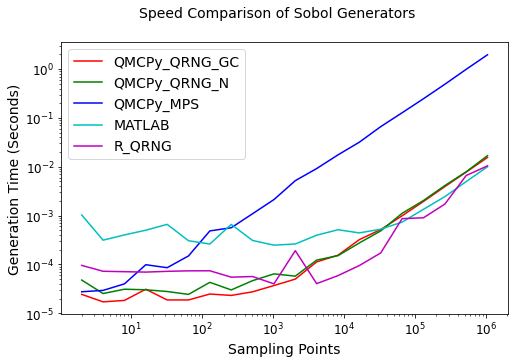 Speed Comparison of Sobol Generators
QMCPy_QRNG_GC
QMCPy_QRNG_N
QMCPy_MPS
MATLAB
R_QRNG
Generation Time (Seconds)
10⁰
10⁻¹
10⁻²
10⁻³
10⁻⁴
10⁻⁵
10¹ 10² 10³ 10⁴ 10⁵ 10⁶
Sampling Points